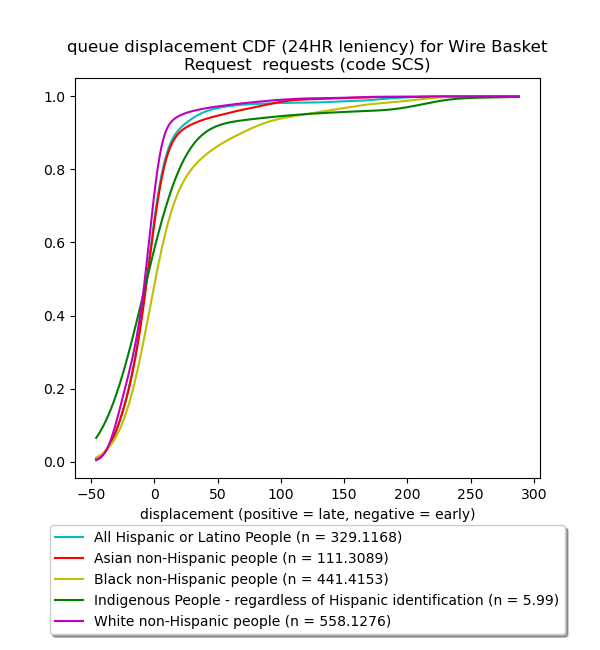 queue displacement CDF (24HR leniency) for Wire Basket
Request  requests (code SCS)
1.0
0.8
0.6
0.4
0.2
0.0
−50 0 50 100 150 200 250 300
displacement (positive = late, negative = early)
All Hispanic or Latino People (n = 329.1168)
Asian non-Hispanic people (n = 111.3089)
Black non-Hispanic people (n = 441.4153)
Indigenous People - regardless of Hispanic identification (n = 5.99)
White non-Hispanic people (n = 558.1276)